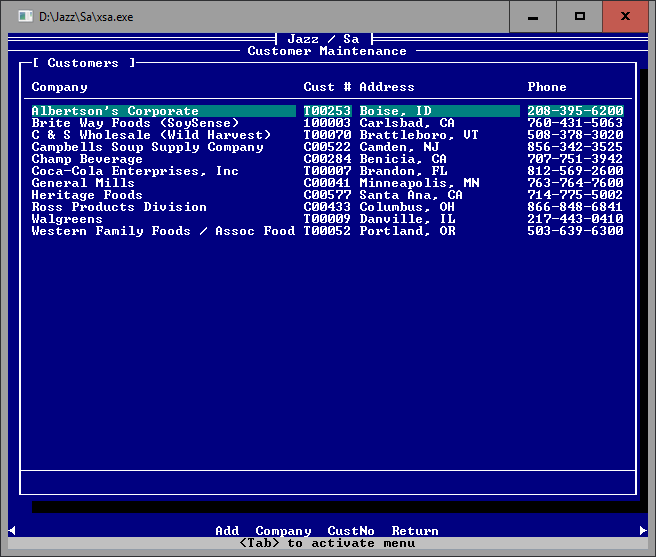 D:\Jazz\Sa\xsa.exe
Jazz / Sa
Customer Maintenance
[ Customers ]
Company Cust # Address Phone
Albertson's Corporate T00253 Boise, ID 208-395-6200
Brite Way Foods (SoySense) 100003 Carlsbad, CA 760-431-5063
C & S Wholesale (Wild Harvest) T00070 Brattleboro, VT 508-378-3020
Campbells Soup Supply Company C00522 Camden, NJ 856-342-3525
Champ Beverage C00284 Benicia, CA 707-751-3942
Coca-Cola Enterprises, Inc T00007 Brandon, FL 812-569-2600
General Mills C00041 Minneapolis, MN 763-764-7600
Heritage Foods C00577 Santa Ana, CA 714-775-5002
Ross Products Division C00433 Columbus, OH 866-848-6841
Walgreens T00009 Danville, IL 217-443-0410
Western Family Foods / Assoc Food T00052 Portland, OR 503-639-6300
Add Company CustNo Return
<Tab> to activate menu